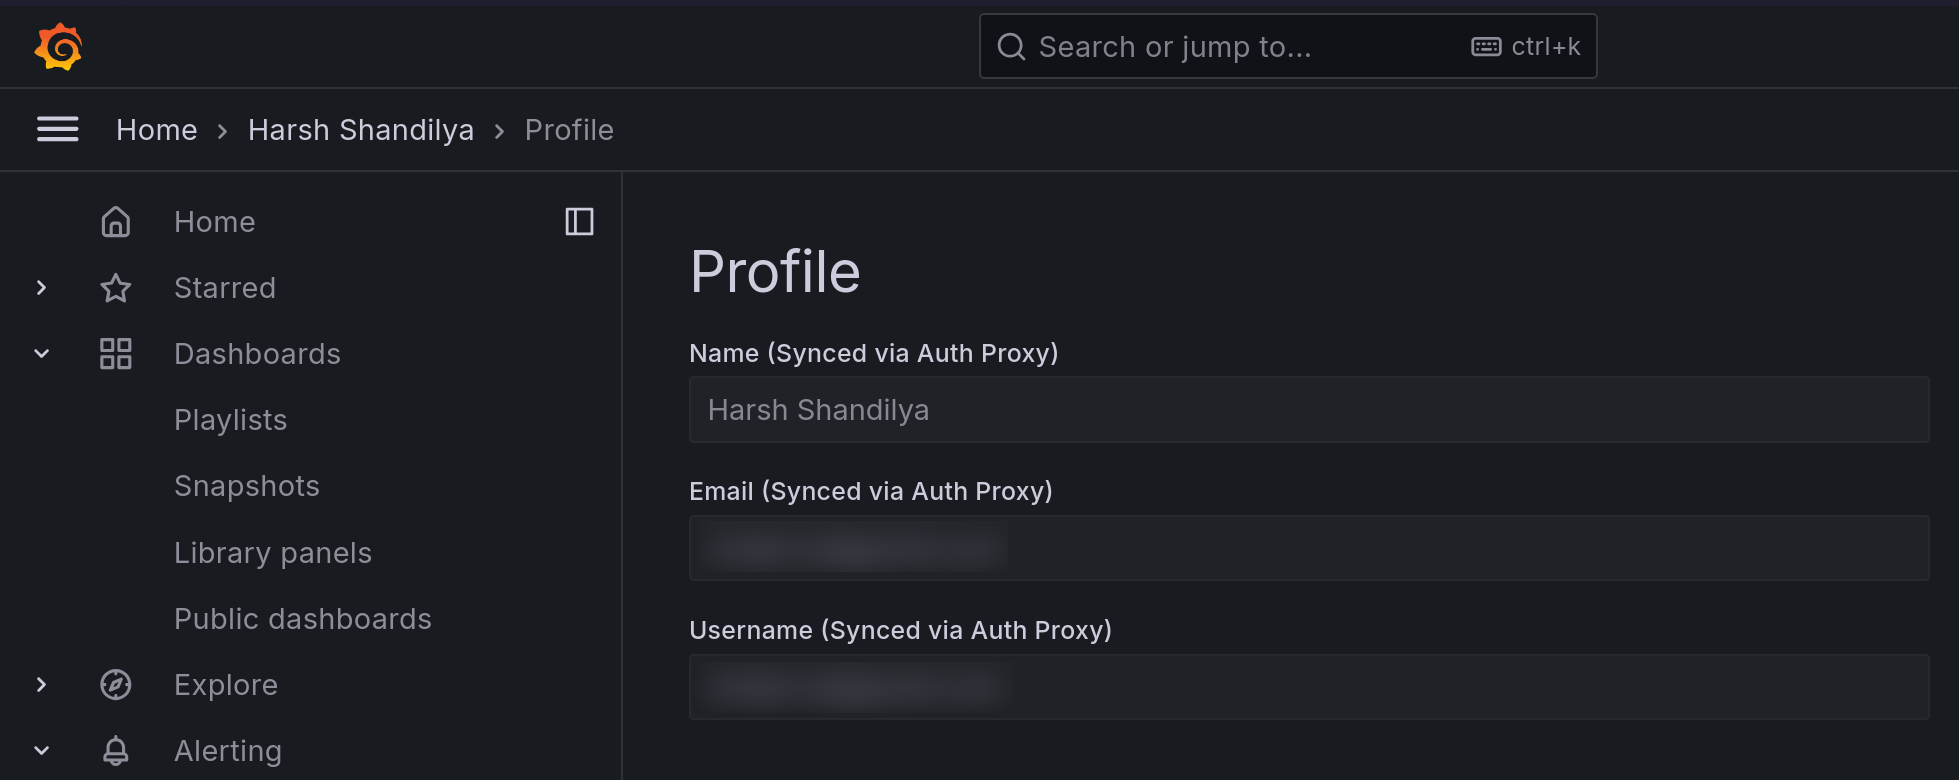 Search or jump to... ctrl+k
Home › Harsh Shandilya › Profile
Home
Starred
Dashboards
Playlists
Snapshots
Library panels
Public dashboards
Explore
Alerting
Profile
Name (Synced via Auth Proxy)
Harsh Shandilya
Email (Synced via Auth Proxy)
Username (Synced via Auth Proxy)